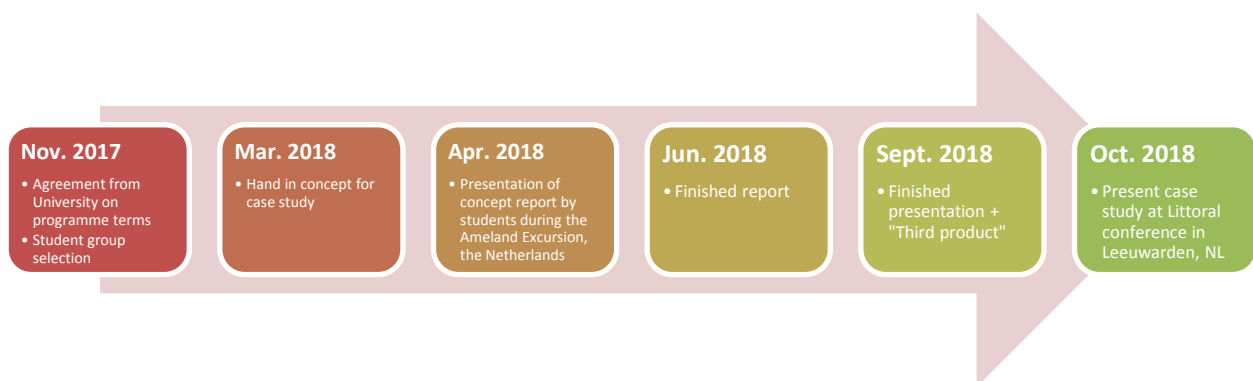 Nov. 2017
• Agreement from
University on
programme terms
• Student group
selection
Mar. 2018
• Hand in concept for
case study
Apr. 2018
• Presentation of
concept report by
students during the
Ameland Excursion,
the Netherlands
Jun. 2018
• Finished report
Sept. 2018
• Finished
presentation +
"Third product"
Oct. 2018
• Present case
study at Littoral
conference in
Leeuwarden, NL